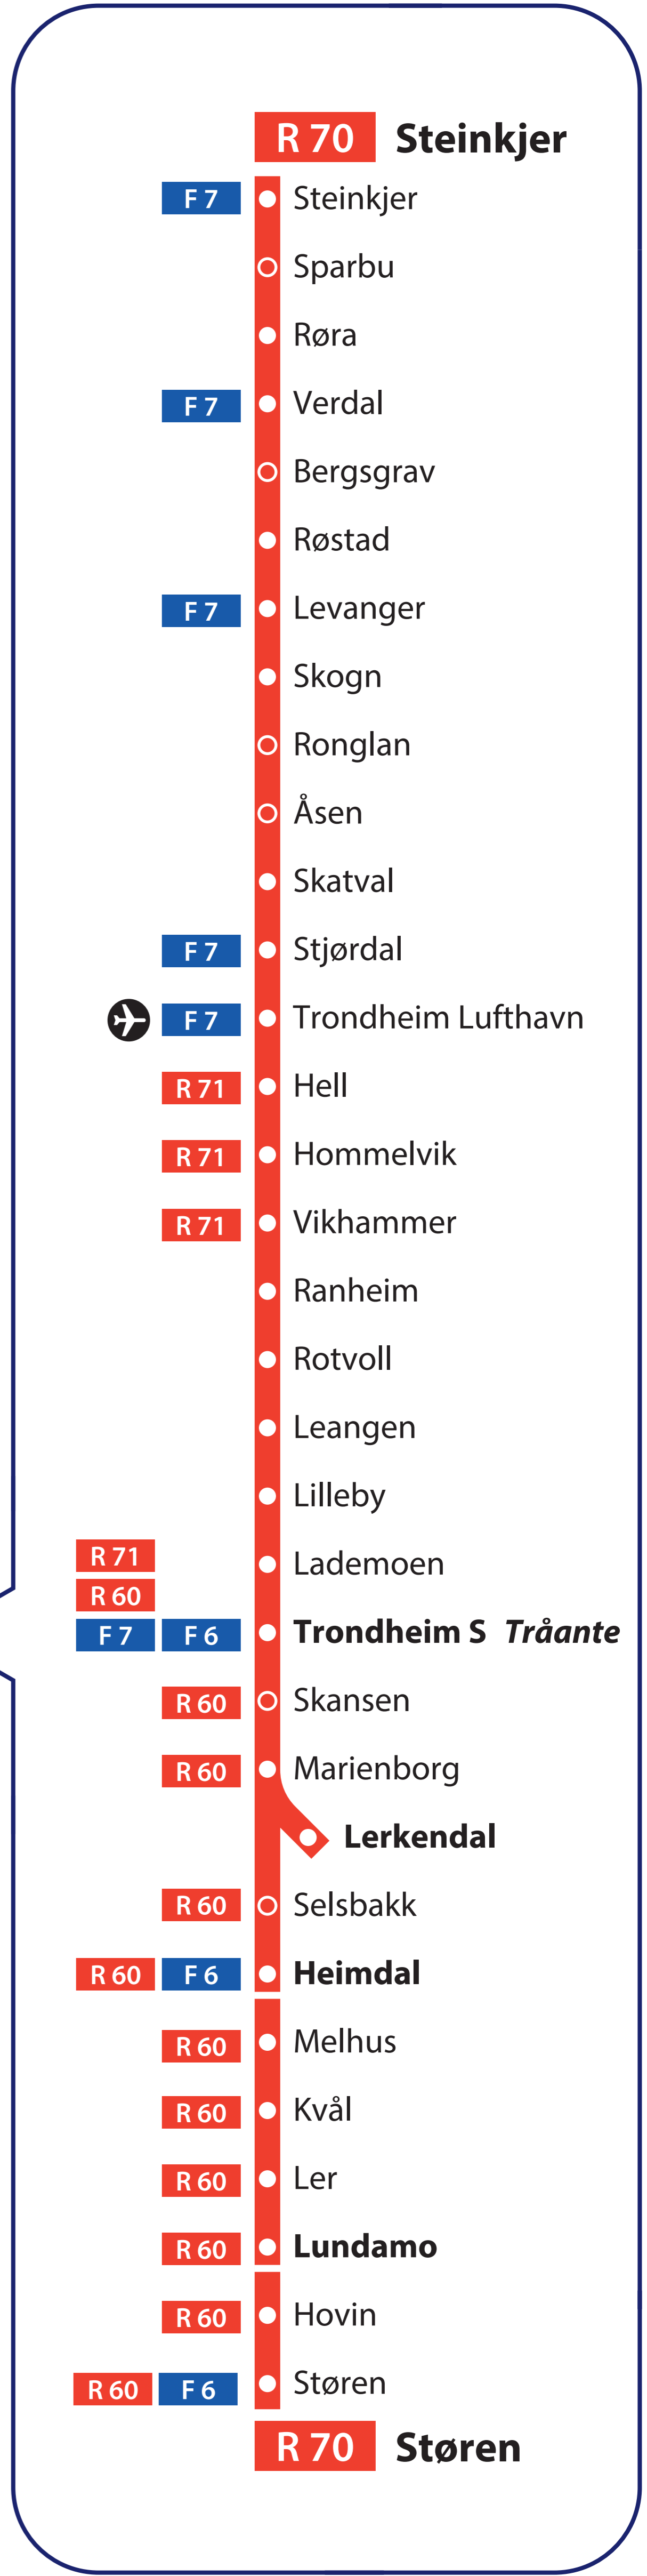 R 70 Steinkjer
F 7 Steinkjer
Sparbu
Røra
F 7 Verdal
Bergsgrav
Røstad
F 7 Levanger
Skogn
Ronglan
Åsen
Skatval
F 7 Stjørdal
F 7 Trondheim Lufthavn
R 71 Hell
R 71 Hommelvik
R 71 Vikhammer
Ranheim
Rotvoll
Leangen
Lilleby
R 71 Lademoen
R 60
F 7 F 6 Trondheim S Tråante
R 60 Skansen
R 60 Marienborg
Lerkendal
R 60 Selsbakk
R 60 F 6 Heimdal
R 60 Melhus
R 60 Kvål
R 60 Ler
R 60 Lundamo
R 60 Hovin
R 60 F 6 Støren
R 70 Støren